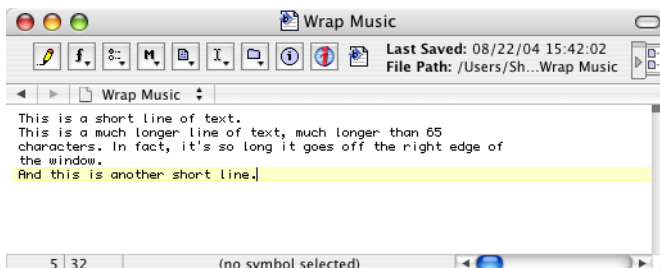 Wrap Music
Last Saved: 08/22/04 15:42:02
File Path: /Users/Sh...Wrap Music
Wrap Music
This is a short line of text.
This is a much longer line of text, much longer than 65
characters. In fact, it's so long it goes off the right edge of
the window.
And this is another short line.
5 32 (no symbol selected)